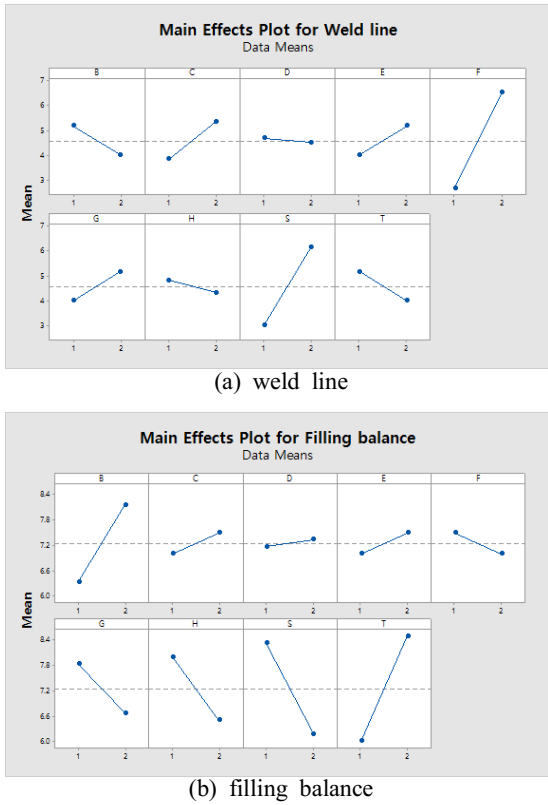 Main Effects Plot for Weld line
Data Means
B C D E F
7
6
5
4
3
1 2 1 2 1 2 1 2 1 2
G H S T
7
6
5
4
3
1 2 1 2 1 2 1 2
Mean
(a) weld line
Main Effects Plot for Filling balance
Data Means
B C D E F
8.4
7.8
7.2
6.6
6.0
1 2 1 2 1 2 1 2 1 2
G H S T
8.4
7.8
7.2
6.6
6.0
1 2 1 2 1 2 1 2
Mean
(b) filling balance